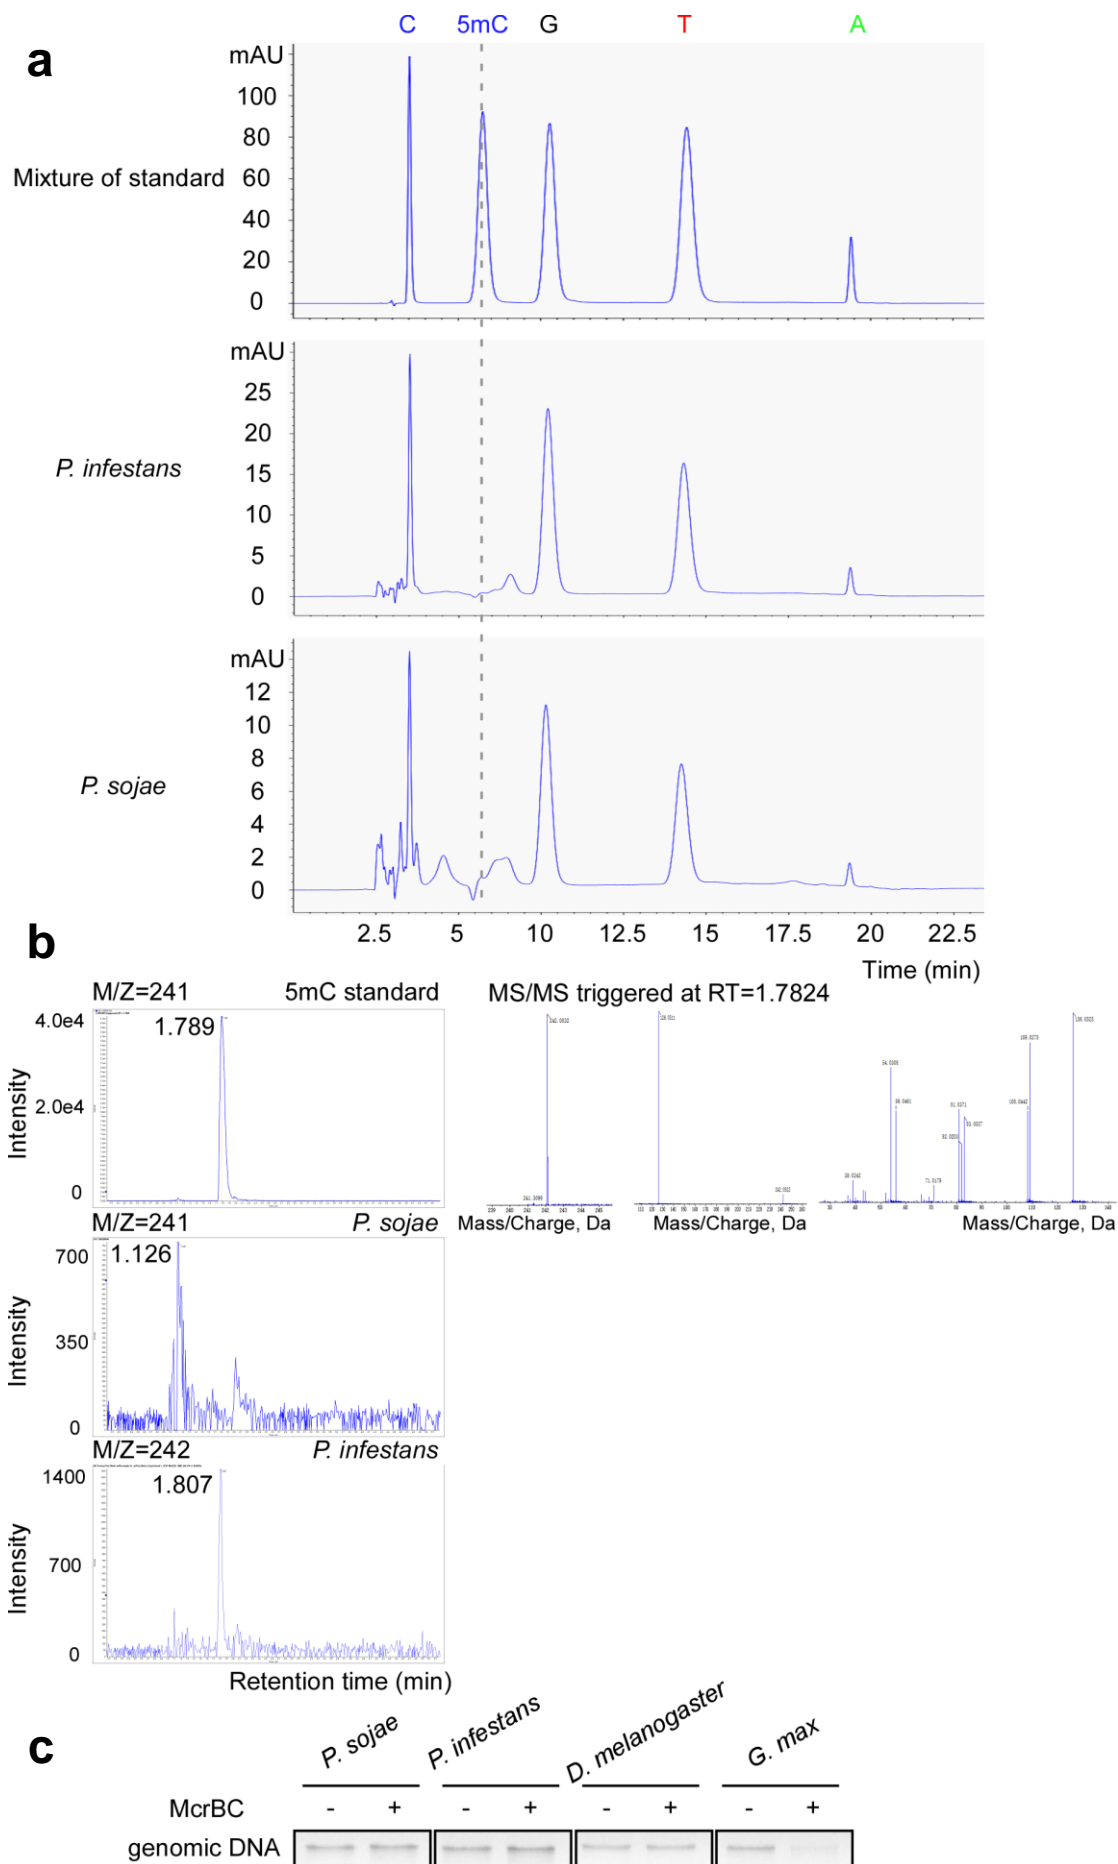 a
C 5mC G T A
mAU
100
80
60
40
20
0
Mixture of standard
mAU
25
20
15
10
5
0
P. infestans
mAU
12
10
8
6
4
2
0
P. sojae
2.5 5 10 12.5 15 17.5 20 22.5
Time (min)
b
M/Z=241 5mC standard
4.0e4
2.0e4
0
Intensity
1.789
MS/MS triggered at RT=1.7824
Mass/Charge, Da Mass/Charge, Da Mass/Charge, Da
M/Z=241 P. sojae
700
350
0
Intensity
1.126
M/Z=242 P. infestans
1400
700
0
Intensity
1.807
Retention time (min)
c
P. sojae P. infestans D. melanogaster G. max
McrBC - + - + - + - +
genomic DNA